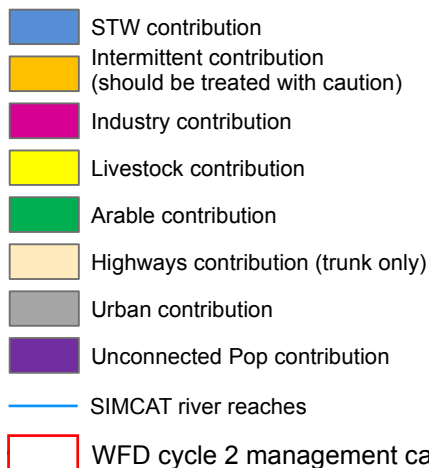 STW contribution
Intermittent contribution
(should be treated with caution)
Industry contribution
Livestock contribution
Arable contribution
Highways contribution (trunk only)
Urban contribution
Unconnected Pop contribution
SIMCAT river reaches
WFD cycle 2 management ca